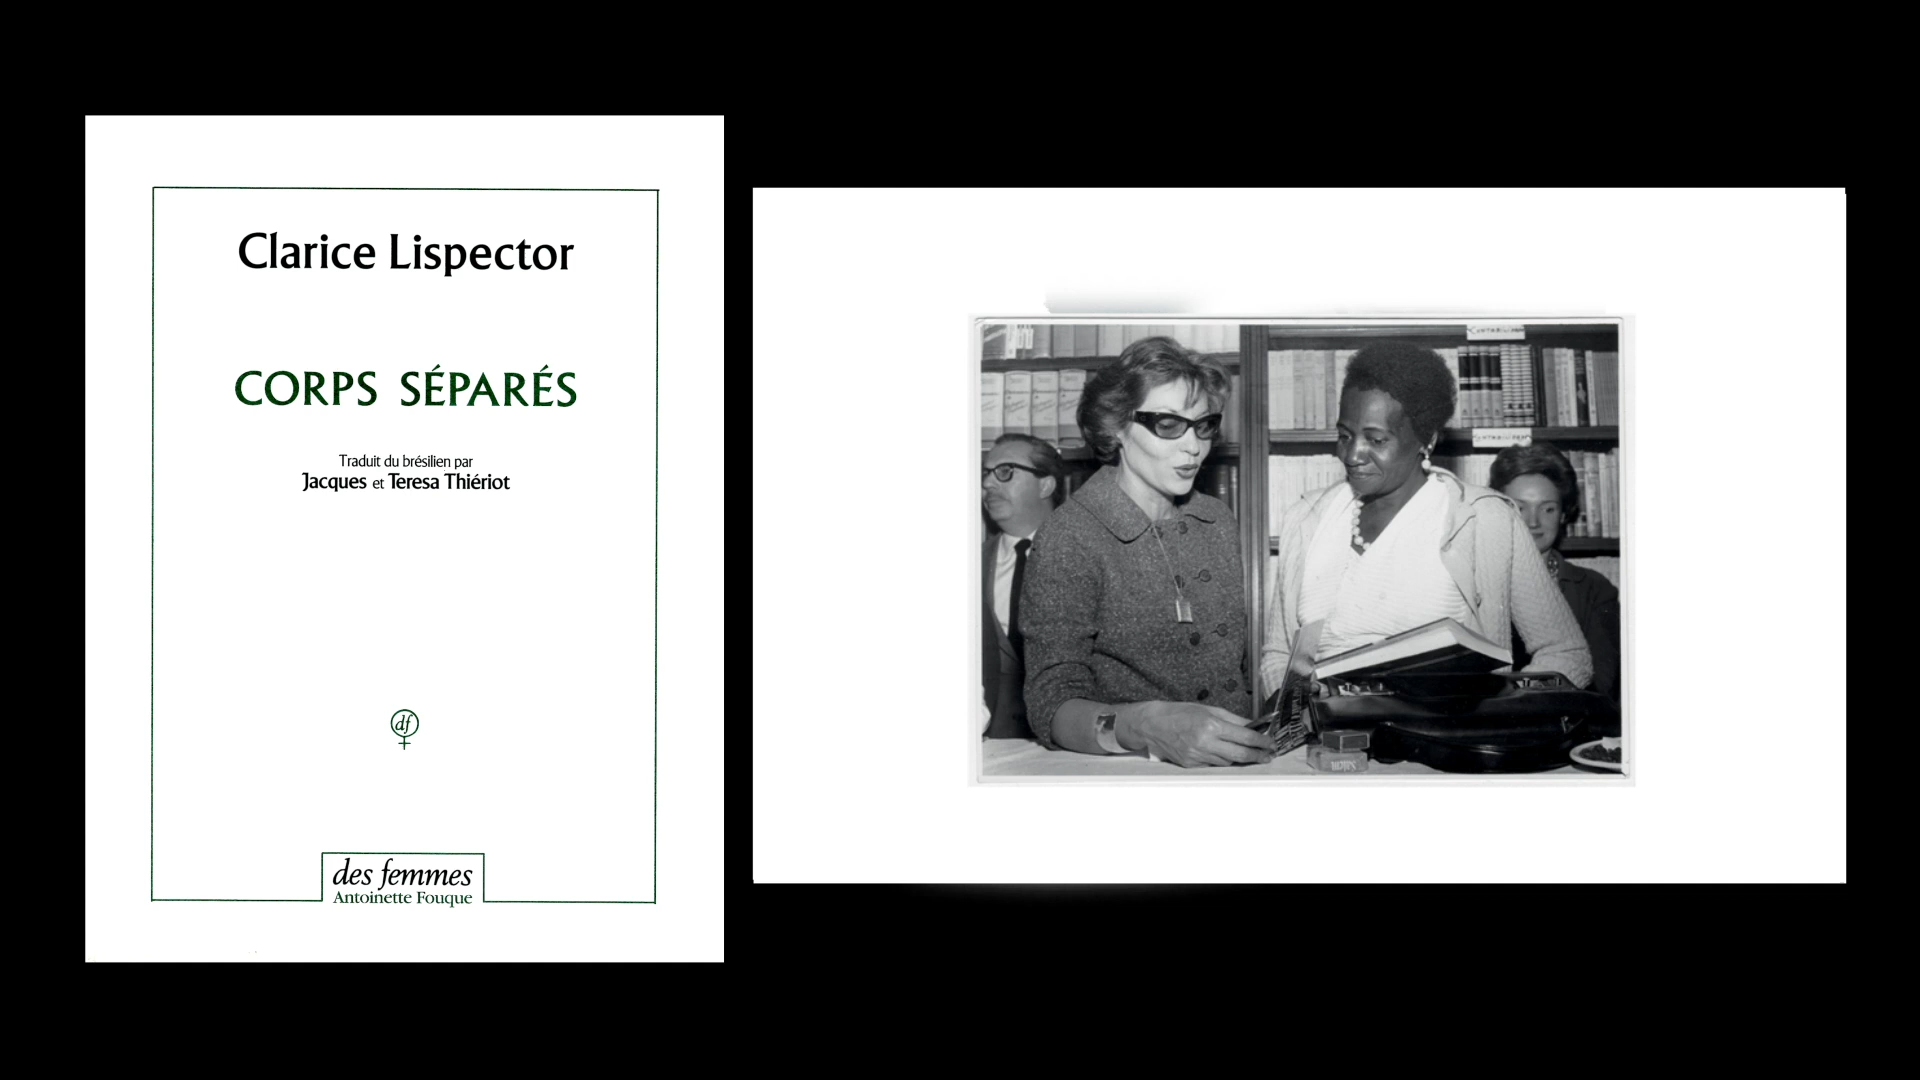 Clarice Lispector
CORPS SÉPARÉS
Traduit du brésilien par
Jacques et Teresa Thiériot
df
des femmes
Antoinette Fouque